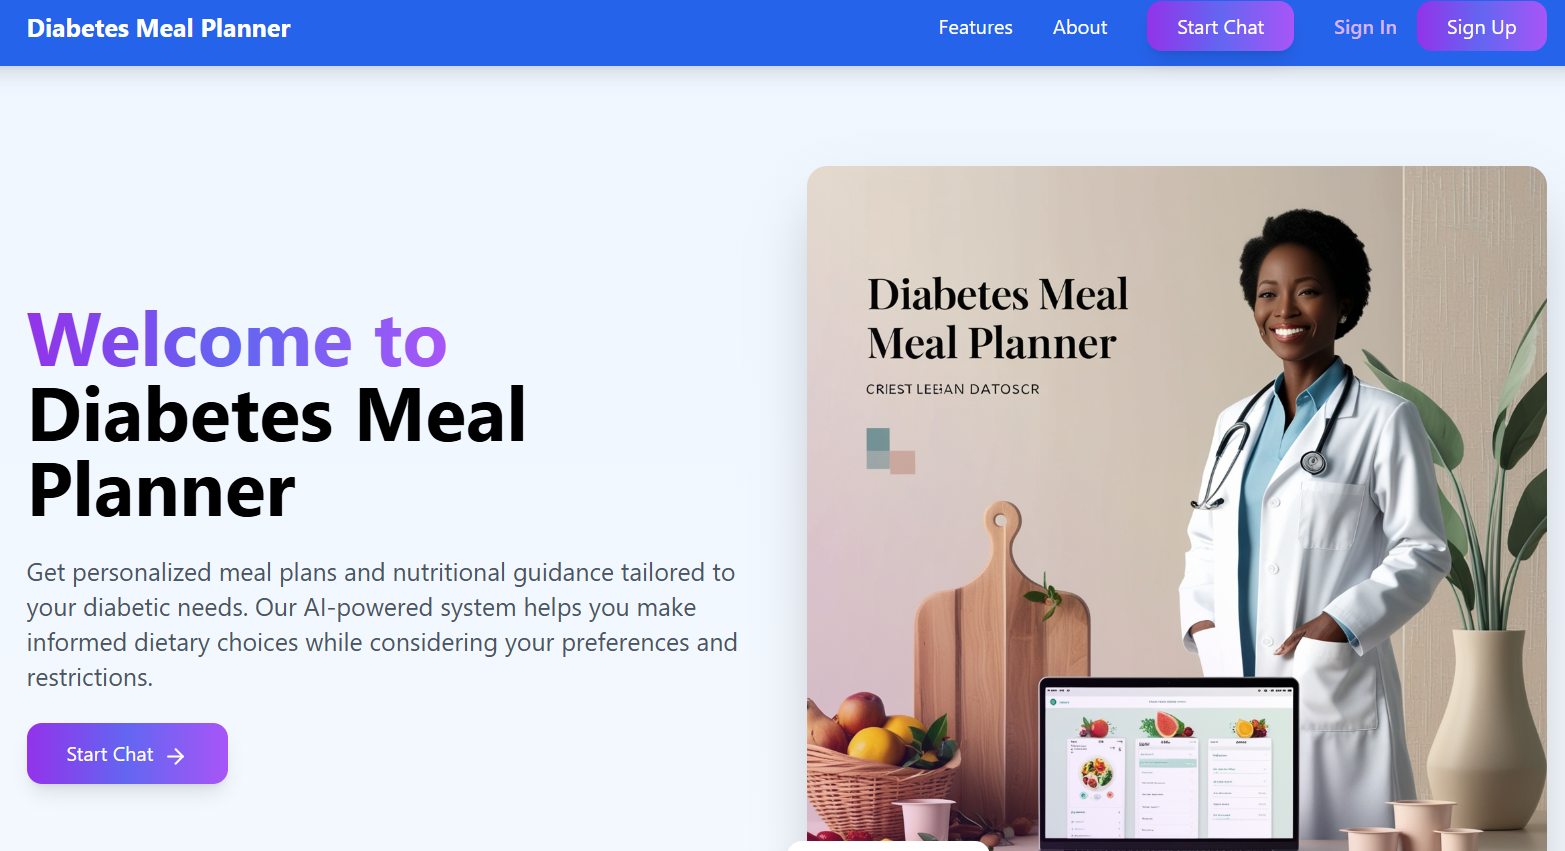 Diabetes Meal Planner
Features
About
Start Chat
Sign In
Sign Up
Welcome to
Diabetes Meal
Planner
Get personalized meal plans and nutritional guidance tailored to
your diabetic needs. Our AI-powered system helps you make
informed dietary choices while considering your preferences and
restrictions.
Start Chat
Diabetes Meal
Meal Planner
CRIEST LEEIAN DATOSCR